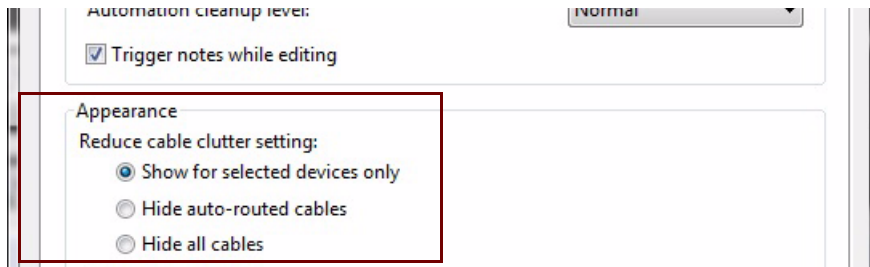 Automation cleanup level:
Normal
Trigger notes while editing
Appearance
Reduce cable clutter setting:
Show for selected devices only
Hide auto-routed cables
Hide all cables